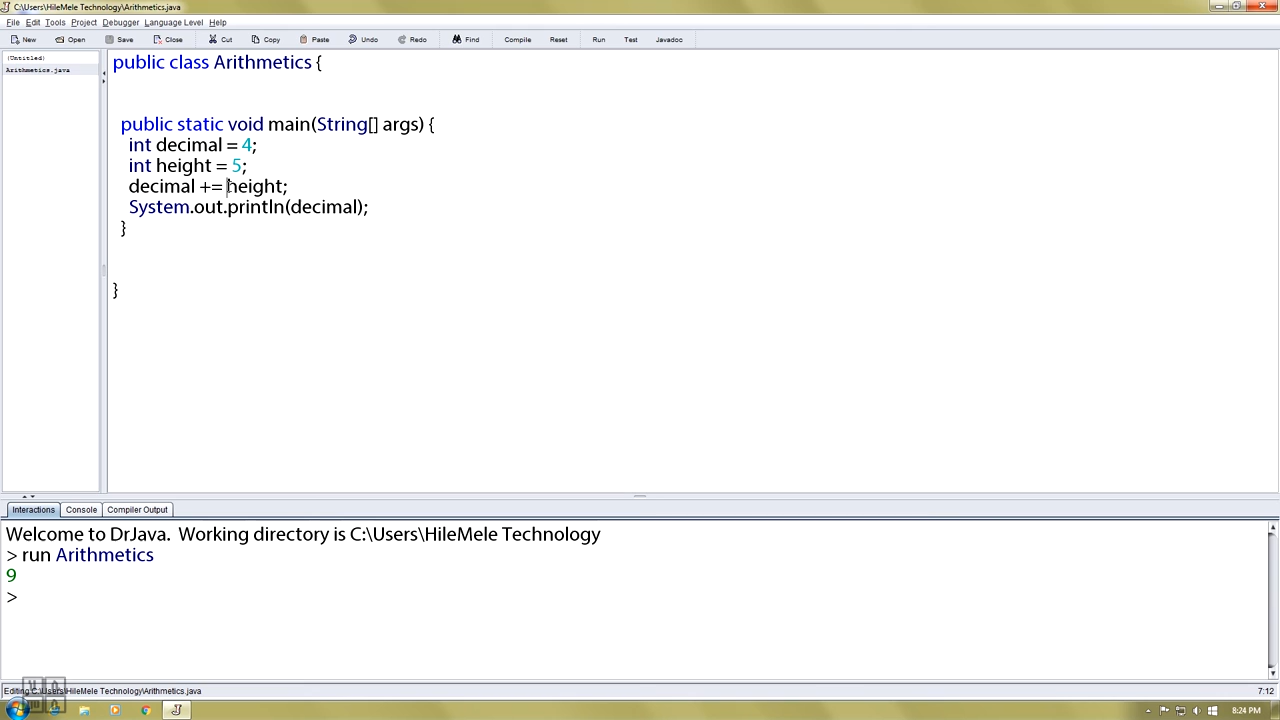 C:\Users\HileMele Technology\Arithmetics.java
File Edit Tools Project Debugger Language Level Help
New Open Save Close Cut Copy Paste Undo Redo Find Compile Reset Run Test Javadoc
(Untitled)
Arithmetics.java
public class Arithmetics {
public static void main(String[] args) {
int decimal = 4;
int height = 5;
decimal += height;
System.out.println(decimal);
}
}
Interactions Console Compiler Output
Welcome to DrJava. Working directory is C:\Users\HileMele Technology
> run Arithmetics
9
>
Editing C:\Users\HileMele Technology\Arithmetics.java 7:12
8:24 PM